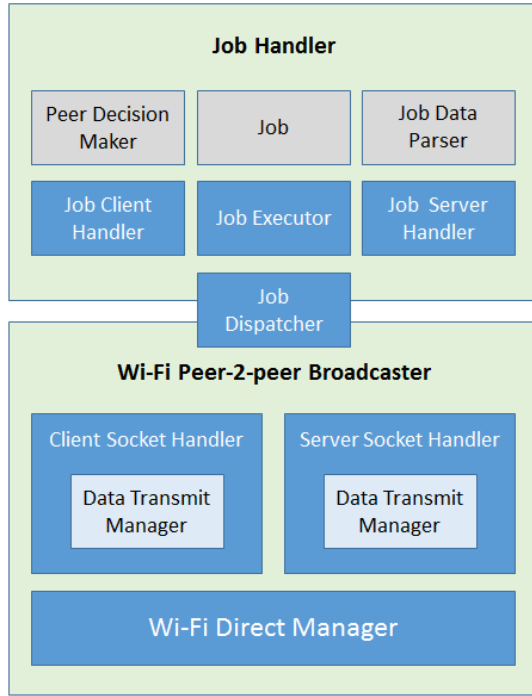 Job Handler
Peer Decision
Maker
Job
Job Data
Parser
Job Client
Handler
Job Executor
Job Server
Handler
Job
Dispatcher
Wi-Fi Peer-2-peer Broadcaster
Client Socket Handler
Data Transmit
Manager
Server Socket Handler
Data Transmit
Manager
Wi-Fi Direct Manager